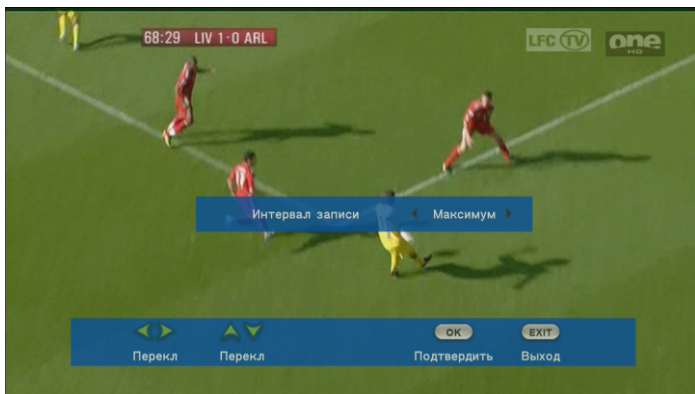 68:29 LIV 1-0 ARL
LFC TV one HD
17
Интервал записи Максимум
OK EXIT
Перекл Перекл Подтвердить Выход